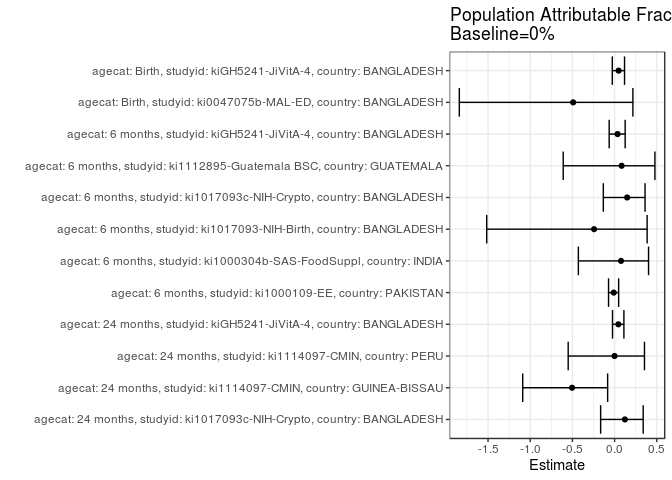 Population Attributable Frac
Baseline=0%
agecat: Birth, studyid: kiGH5241-JiVitA-4, country: BANGLADESH
agecat: Birth, studyid: ki0047075b-MAL-ED, country: BANGLADESH
agecat: 6 months, studyid: kiGH5241-JiVitA-4, country: BANGLADESH
agecat: 6 months, studyid: ki1112895-Guatemala BSC, country: GUATEMALA
agecat: 6 months, studyid: ki1017093c-NIH-Crypto, country: BANGLADESH
agecat: 6 months, studyid: ki1017093-NIH-Birth, country: BANGLADESH
agecat: 6 months, studyid: ki1000304b-SAS-FoodSuppl, country: INDIA
agecat: 6 months, studyid: ki1000109-EE, country: PAKISTAN
agecat: 24 months, studyid: kiGH5241-JiVitA-4, country: BANGLADESH
agecat: 24 months, studyid: ki1114097-CMIN, country: PERU
agecat: 24 months, studyid: ki1114097-CMIN, country: GUINEA-BISSAU
agecat: 24 months, studyid: ki1017093c-NIH-Crypto, country: BANGLADESH
-1.5 -1.0 -0.5 0.0 0.5
Estimate